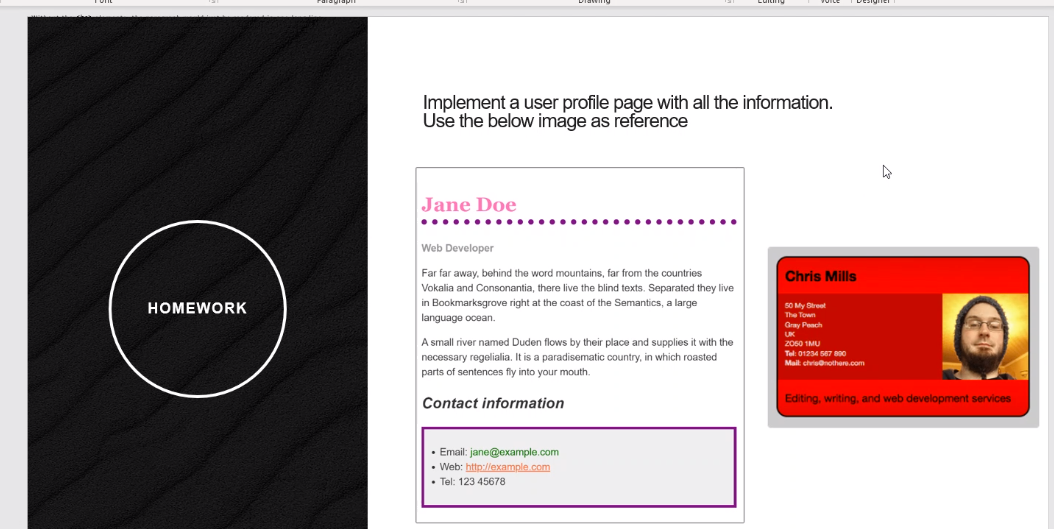 Font
Paragraph
Drawing
Editing
Voice
Designer
HOMEWORK
Implement a user profile page with all the information.
Use the below image as reference
Jane Doe
Web Developer
Far far away, behind the word mountains, far from the countries
Vokalia and Consonantia, there live the blind texts. Separated they live
in Bookmarksgrove right at the coast of the Semantics, a large
language ocean.
A small river named Duden flows by their place and supplies it with the
necessary regelialia. It is a paradisematic country, in which roasted
parts of sentences fly into your mouth.
Contact information
• Email: jane@example.com
• Web: http://example.com
• Tel: 123 45678
Chris Mills
50 My Street
The Town
Gray Peach
UK
ZO50 1MU
Tel: 01234 567 890
Mail: chris@nothere.com
Editing, writing, and web development services